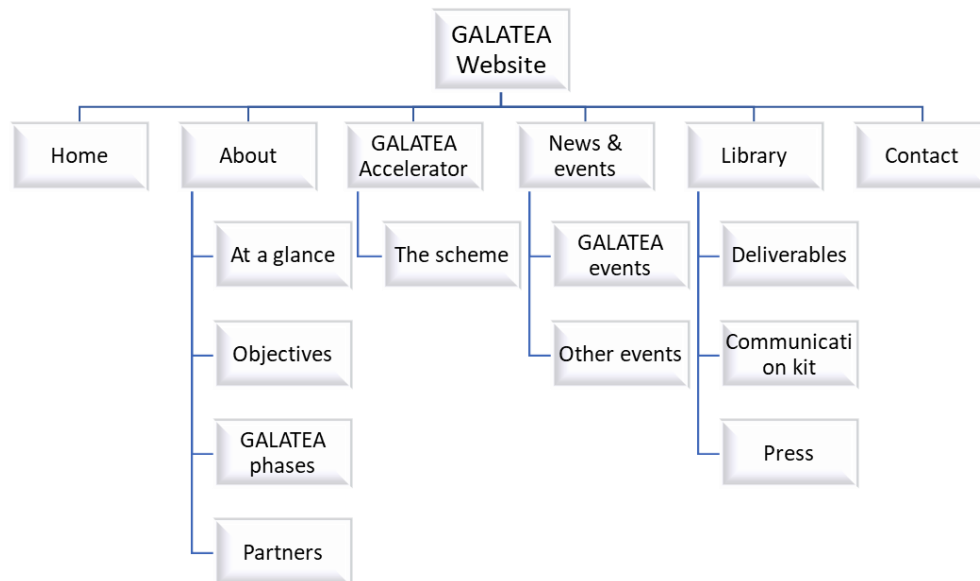 GALATEA
Website
Home
About
GALATEA
Accelerator
News &
events
Library
Contact
At a glance
The scheme
GALATEA
events
Deliverables
Objectives
Other events
Communicati
on kit
GALATEA
phases
Press
Partners